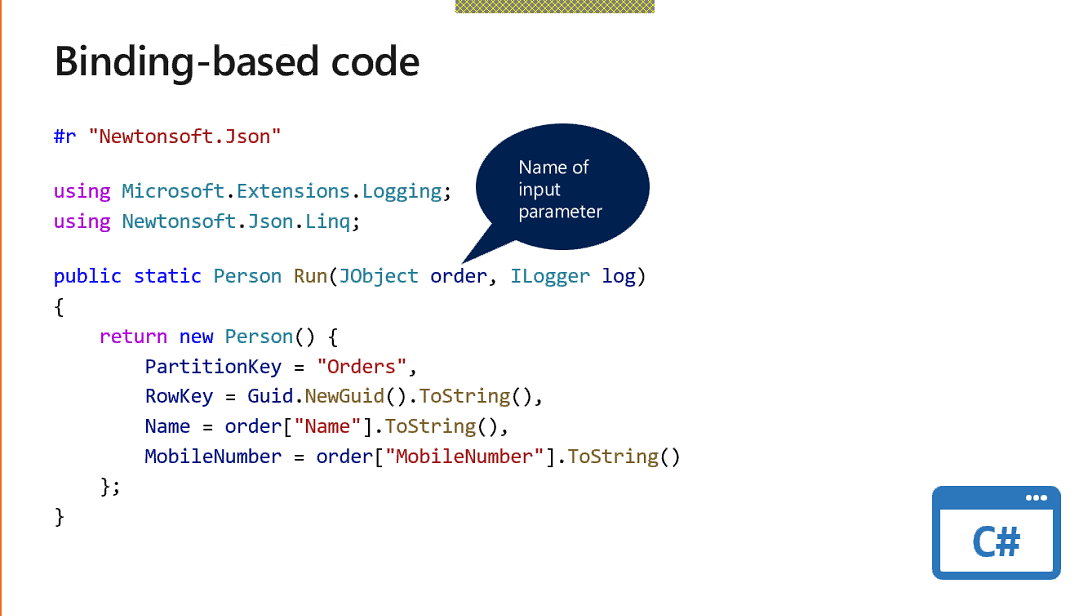 Binding-based code
#r "Newtonsoft.Json"
using Microsoft.Extensions.Logging;
using Newtonsoft.Json.Linq;
Name of
input
parameter
public static Person Run(JObject order, ILogger log)
{
    return new Person() {
        PartitionKey = "Orders",
        RowKey = Guid.NewGuid().ToString(),
        Name = order["Name"].ToString(),
        MobileNumber = order["MobileNumber"].ToString()
    };
}
C#